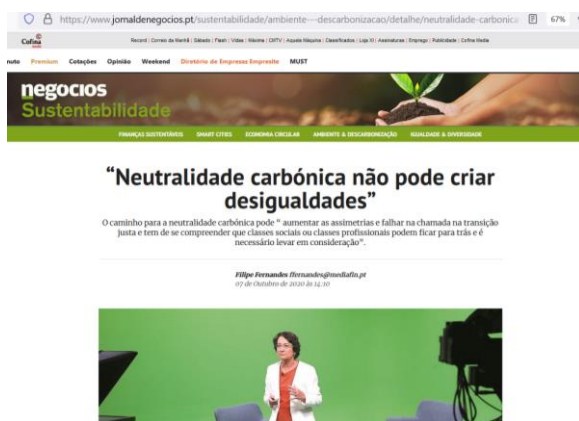 https://www.jornaldenegocios.pt/sustentabilidade/ambiente---descarbonizacao/detalhe/neutralidade-carbonica
67%
Cofina
Record | Correio da Manhã | Sábado | Flash | Vidas | Máxima | CMTV | Aquela Máquina | Classificados | Loja XI | Assinaturas | Emprego | Publicidade | Cofina Media
nuto Premium Cotações Opinião Weekend Diretório de Empresas Empresite MUST
negocios
Sustentabilidade
FINANÇAS SUSTENTÁVEIS SMART CITIES ECONOMIA CIRCULAR AMBIENTE & DESCARBONIZAÇÃO IGUALDADE & DIVERSIDADE
“Neutralidade carbónica não pode criar
desigualdades”
O caminho para a neutralidade carbónica pode “ aumentar as assimetrias e falhar na chamada na transição
justa e tem de se compreender que classes sociais ou classes profissionais podem ficar para trás e é
necessário levar em consideração”.
Filipe Fernandes ffernandes@mediafin.pt
07 de Outubro de 2020 às 14:10